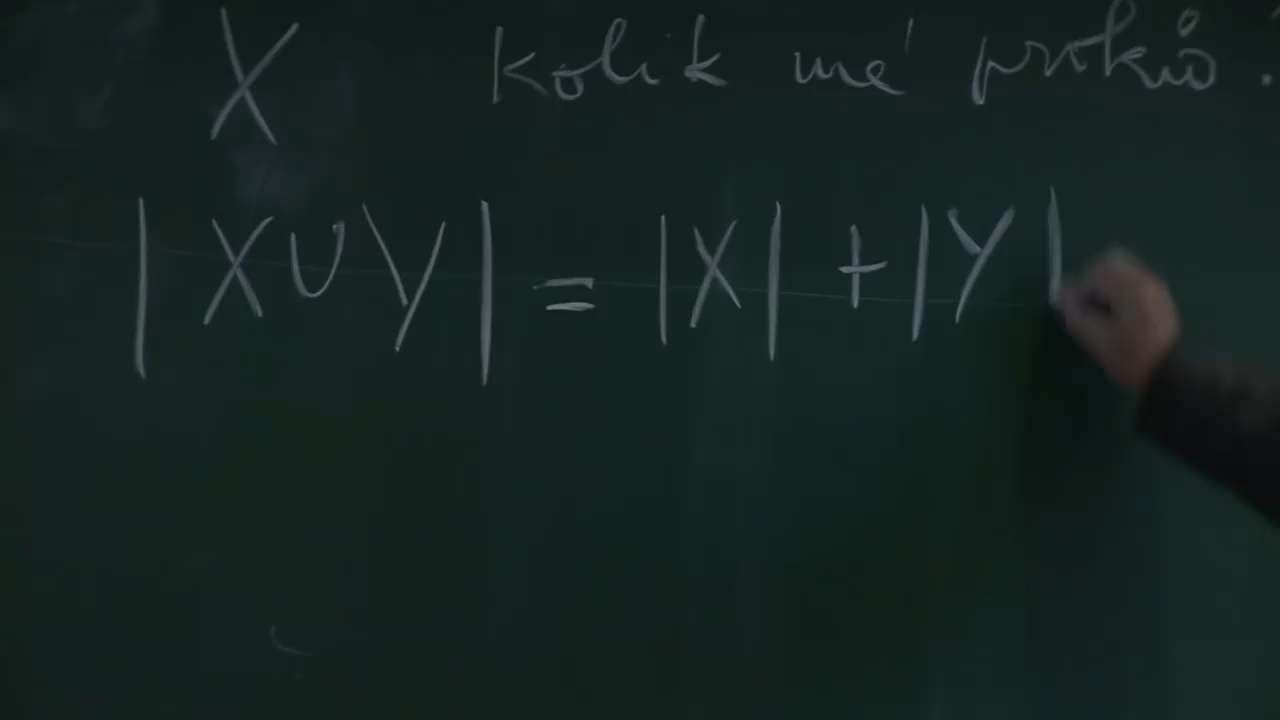 X Kolik má prvků ?
|X∪Y| = |X| + |Y|